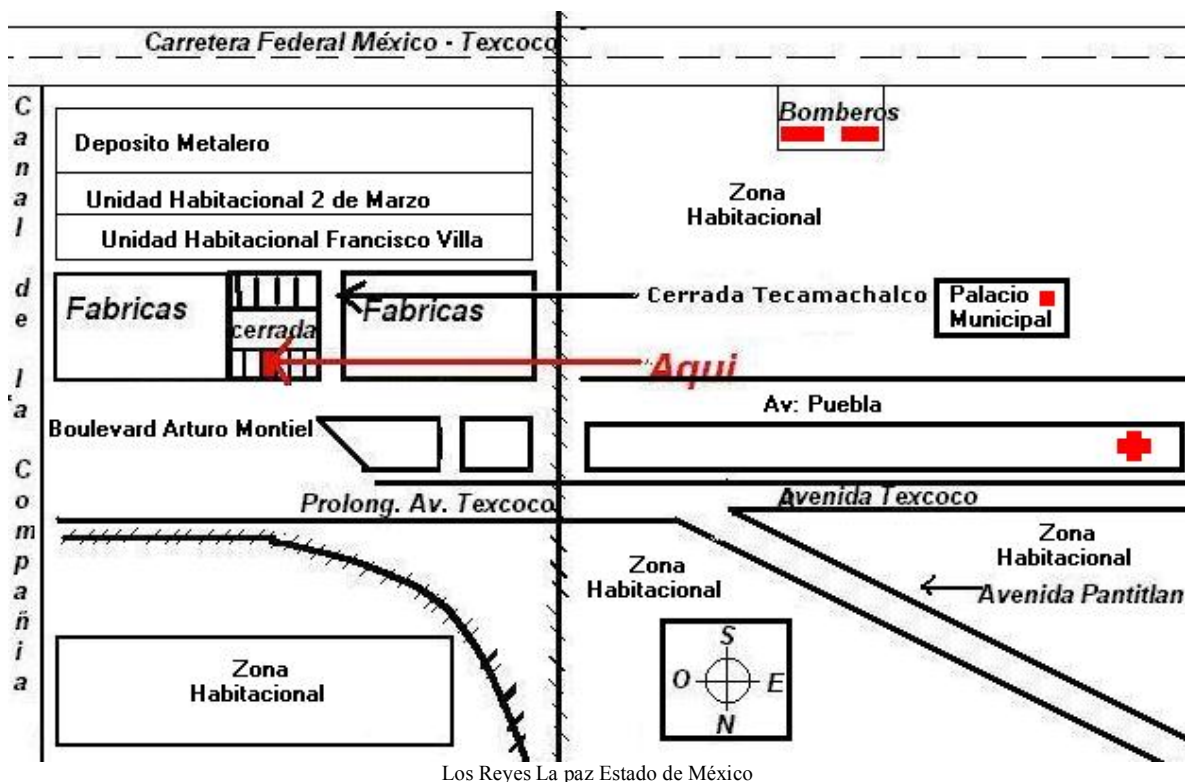 Carretera Federal México - Texcoco
Canal de la Compañia
Bomberos
Deposito Metalero
Unidad Habitacional 2 de Marzo
Unidad Habitacional Francisco Villa
Zona
Habitacional
Fabricas
cerrada
Fabricas
Cerrada Tecamachalco
Palacio
Municipal
Aqui
Av: Puebla
Boulevard Arturo Montiel
Prolong. Av. Texcoco
Avenida Texcoco
Zona
Habitacional
Zona
Habitacional
Avenida Pantitlan
S
O E
N
Zona
Habitacional
Los Reyes La paz Estado de México